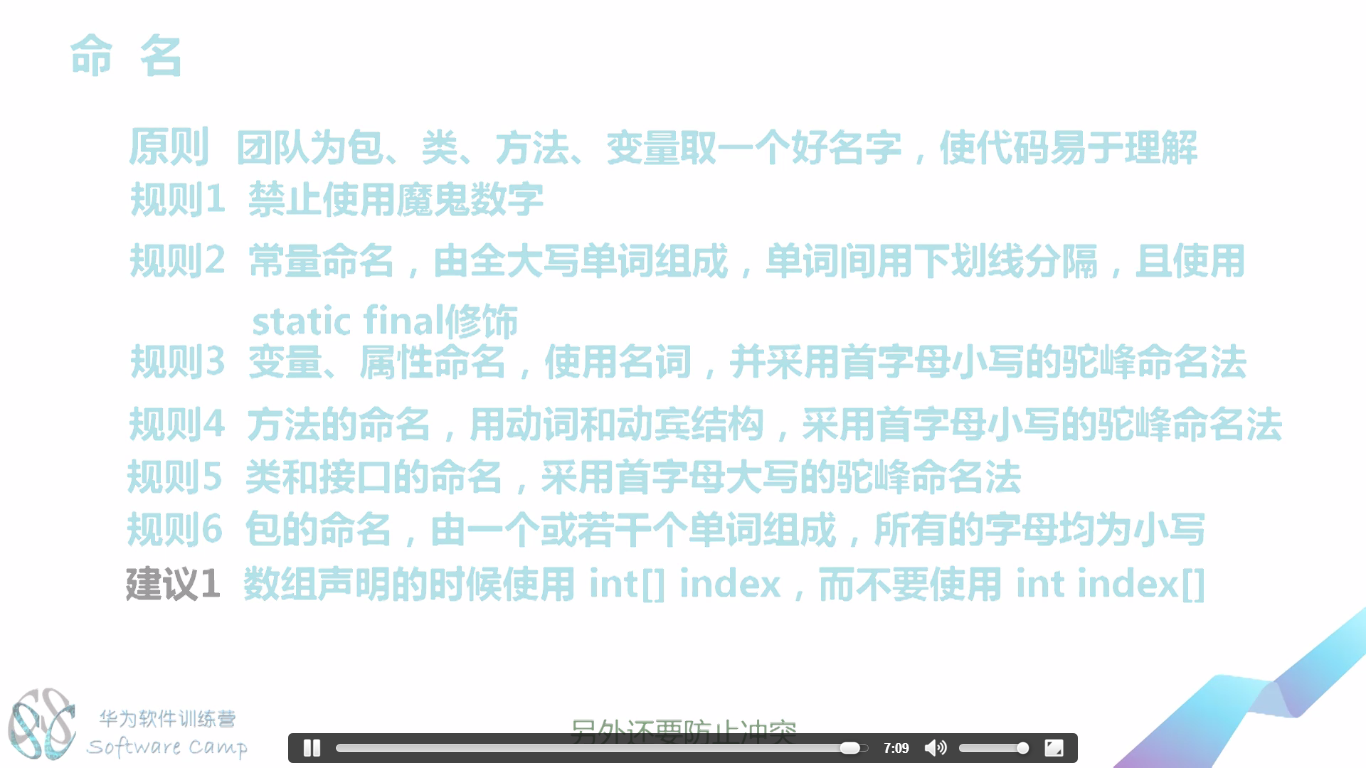 命 名
原则 团队为包、类、方法、变量取一个好名字，使代码易于理解
规则1 禁止使用魔鬼数字
规则2 常量命名，由全大写单词组成，单词间用下划线分隔，且使用
static final修饰
规则3 变量、属性命名，使用名词，并采用首字母小写的驼峰命名法
规则4 方法的命名，用动词和动宾结构，采用首字母小写的驼峰命名法
规则5 类和接口的命名，采用首字母大写的驼峰命名法
规则6 包的命名，由一个或若干个单词组成，所有的字母均为小写
建议1 数组声明的时候使用 int[] index，而不要使用 int index[]
华为软件训练营
Software Camp
另外还要防止冲突
7:09